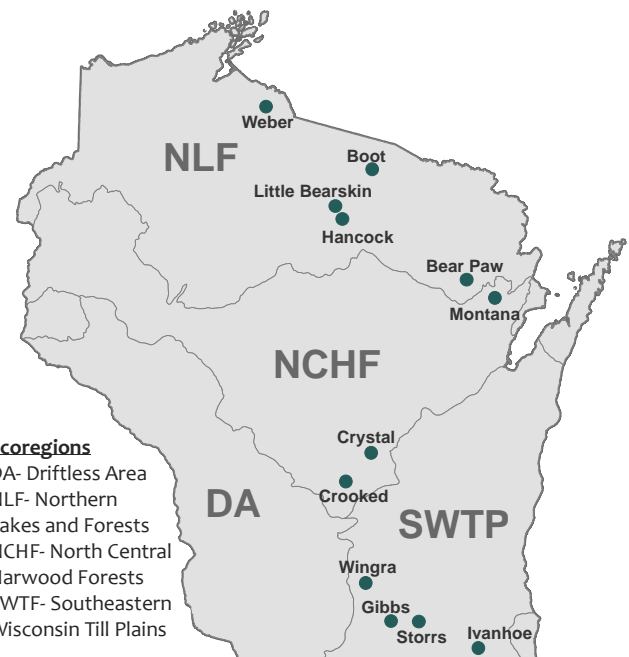 Weber
NLF
Boot
Little Bearskin
Hancock
Bear Paw
Montana
NCHF
Crystal
Crooked
DA
SWTP
Wingra
Gibbs
Storrs
Ivanhoe
coregions
DA- Driftless Area
NLF- Northern
akes and Forests
NCHF- North Central
Harwood Forests
WTF- Southeastern
Wisconsin Till Plains